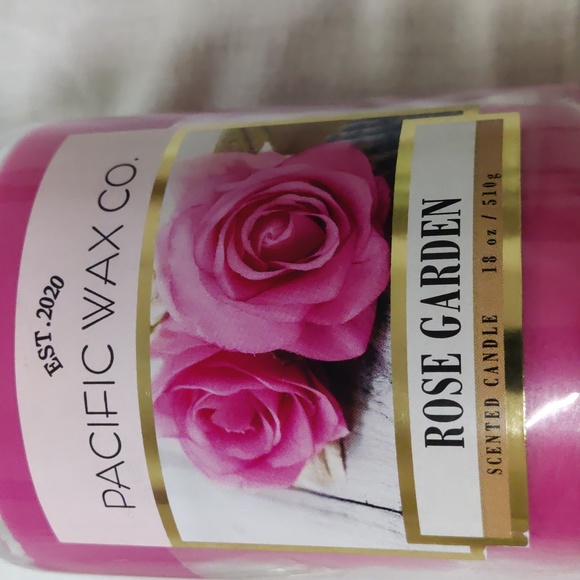 EST.2020
PACIFIC WAX CO.
ROSE GARDEN
SCENTED CANDLE 18 oz / 510g